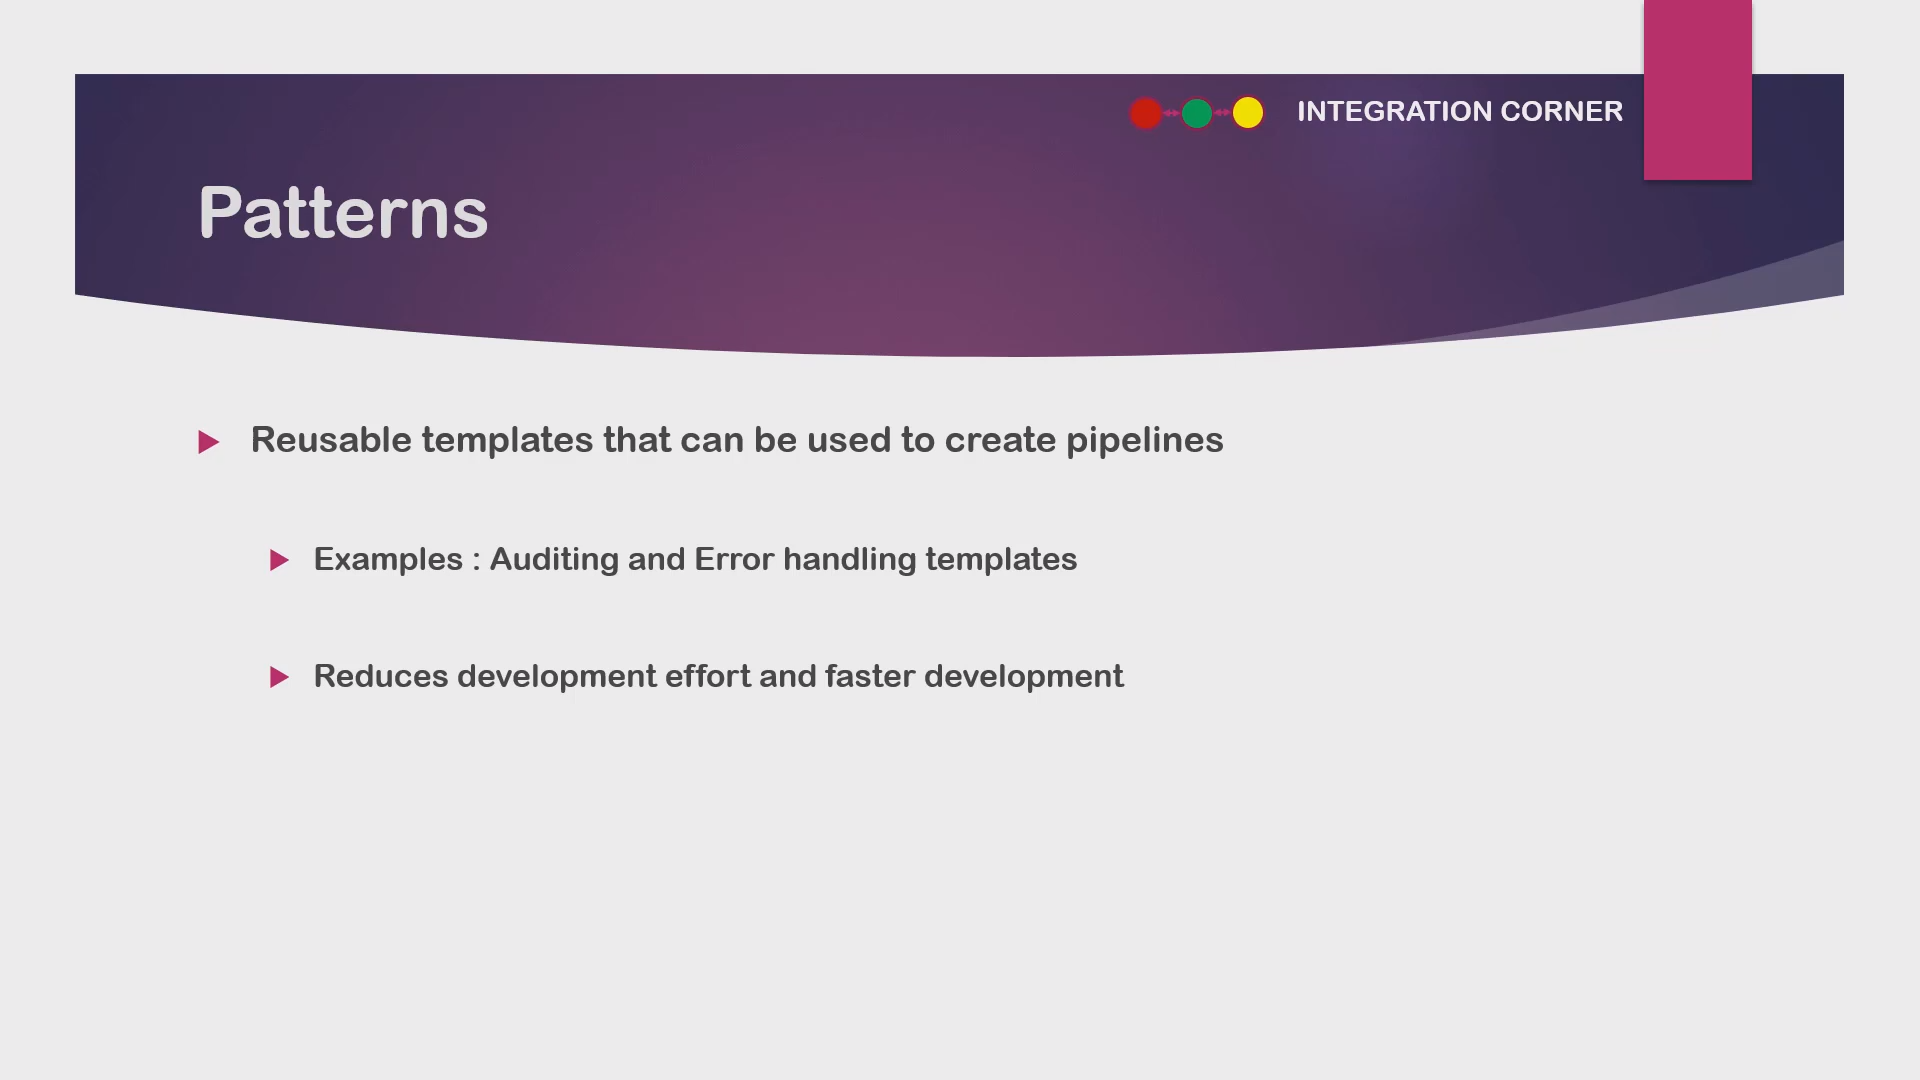 INTEGRATION CORNER
Patterns
Reusable templates that can be used to create pipelines
Examples : Auditing and Error handling templates
Reduces development effort and faster development